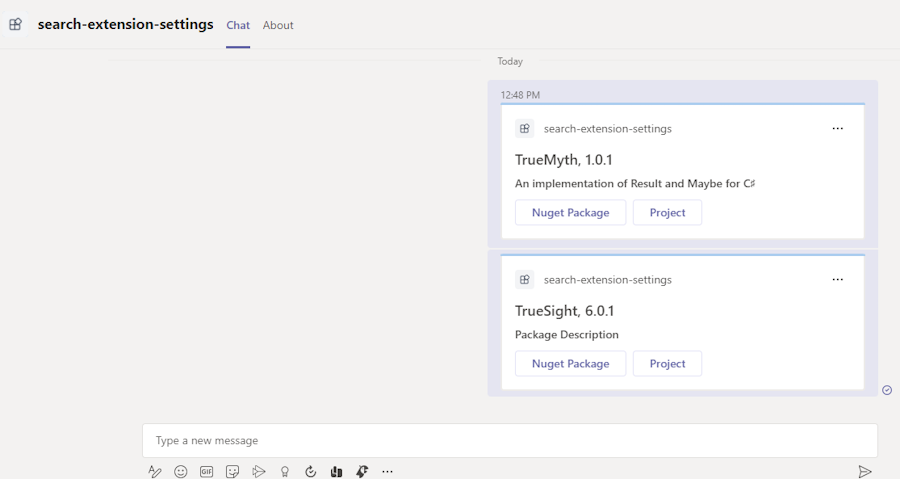 search-extension-settings Chat About
Today
12:48 PM
search-extension-settings
TrueMyth, 1.0.1
An implementation of Result and Maybe for C♯
Nuget Package Project
search-extension-settings
TrueSight, 6.0.1
Package Description
Nuget Package Project
Type a new message
GIF